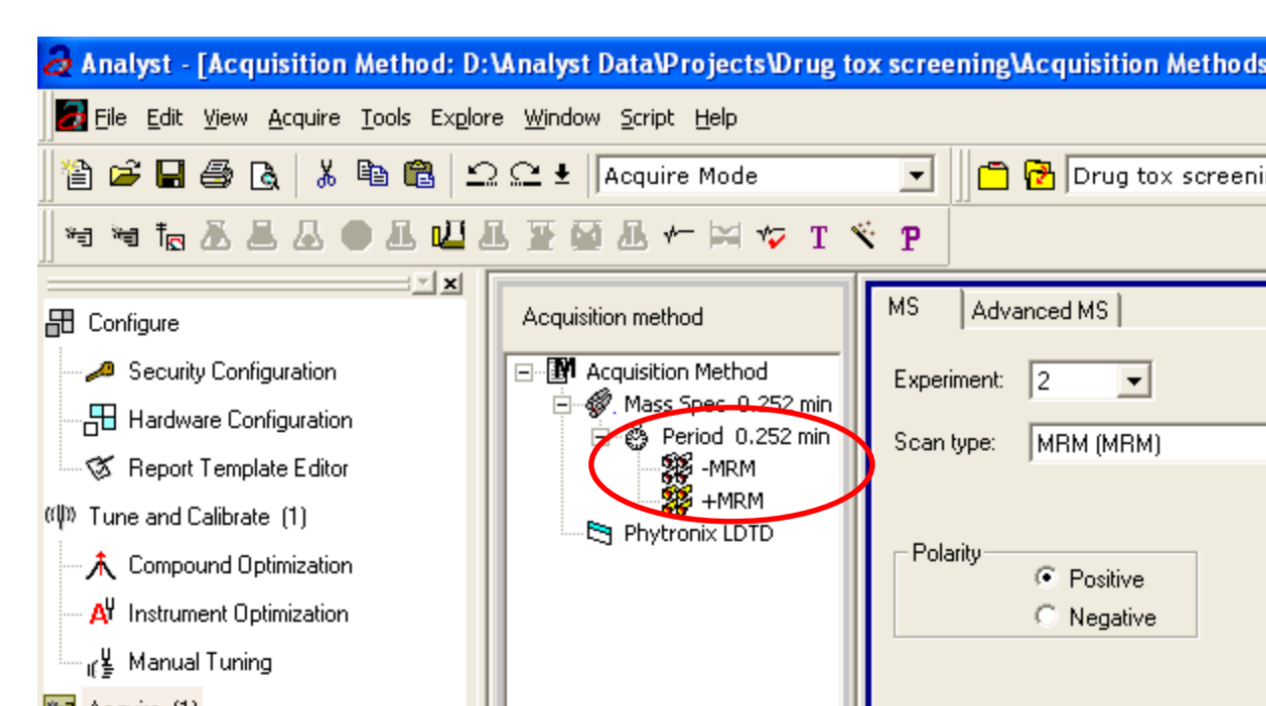 Analyst - [Acquisition Method: D:\Analyst Data\Projects\Drug tox screening\Acquisition Methods
File Edit View Acquire Tools Explore Window Script Help
Acquire Mode
Drug tox screeni
T P
Configure
Security Configuration
Hardware Configuration
Report Template Editor
Tune and Calibrate (1)
Compound Optimization
Instrument Optimization
Manual Tuning
Acquire (1)
Acquisition method
Acquisition Method
Mass Spec 0.252 min
Period 0.252 min
-MRM
+MRM
Phytronix LDTD
MS
Advanced MS
Experiment: 2
Scan type: MRM (MRM)
Polarity
Positive
Negative